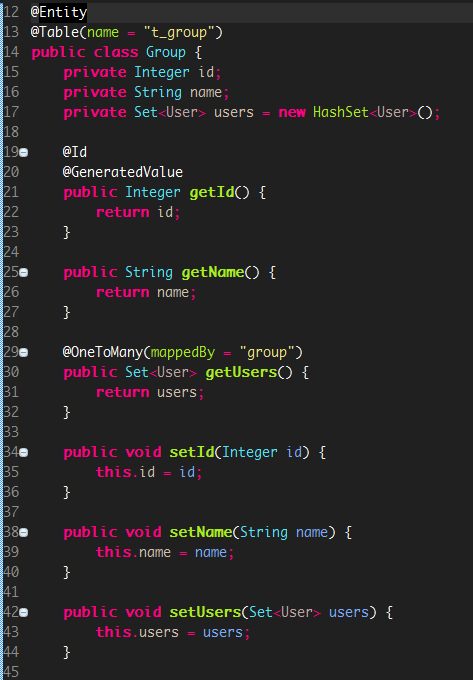 12 @Entity
13 @Table(name = "t_group")
14 public class Group {
15     private Integer id;
16     private String name;
17     private Set<User> users = new HashSet<User>();
18
19     @Id
20     @GeneratedValue
21     public Integer getId() {
22         return id;
23     }
24
25     public String getName() {
26         return name;
27     }
28
29     @OneToMany(mappedBy = "group")
30     public Set<User> getUsers() {
31         return users;
32     }
33
34     public void setId(Integer id) {
35         this.id = id;
36     }
37
38     public void setName(String name) {
39         this.name = name;
40     }
41
42     public void setUsers(Set<User> users) {
43         this.users = users;
44     }
45